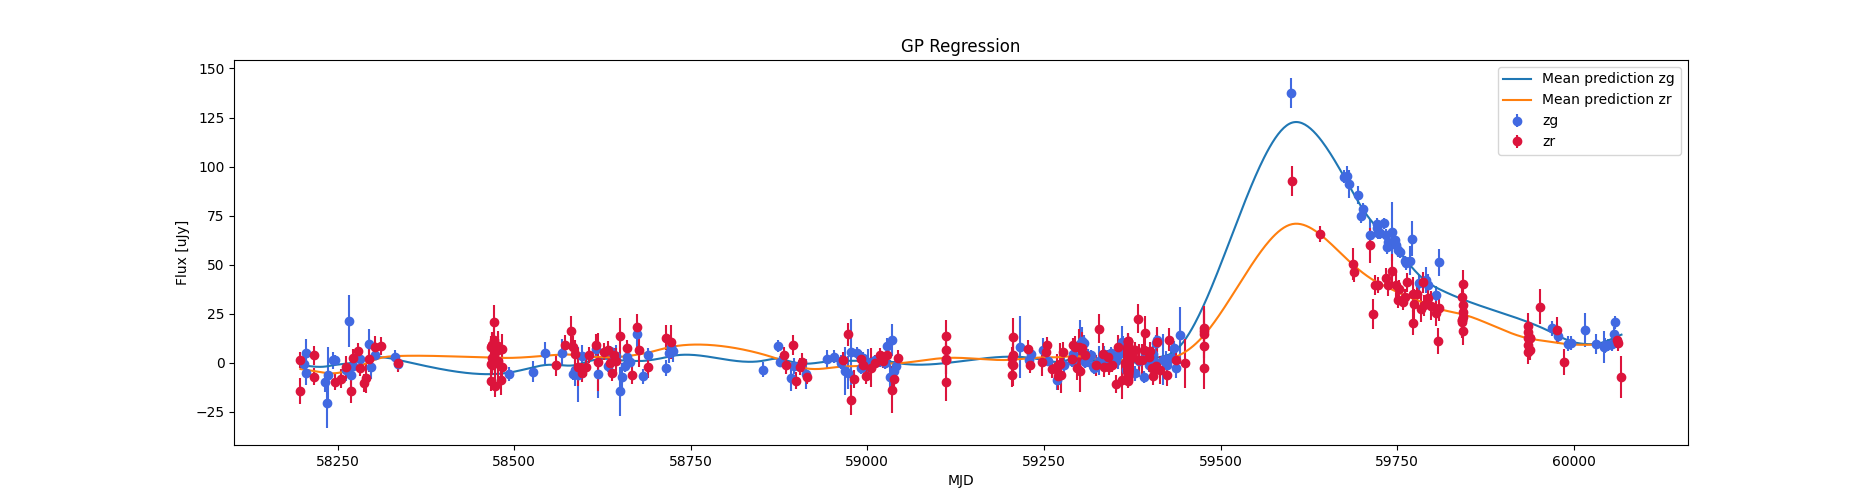 GP Regression
150
125
100
75
50
25
0
−25
Flux [uJy]
58250
58500
58750
59000
59250
59500
59750
60000
MJD
Mean prediction zg
Mean prediction zr
zg
zr